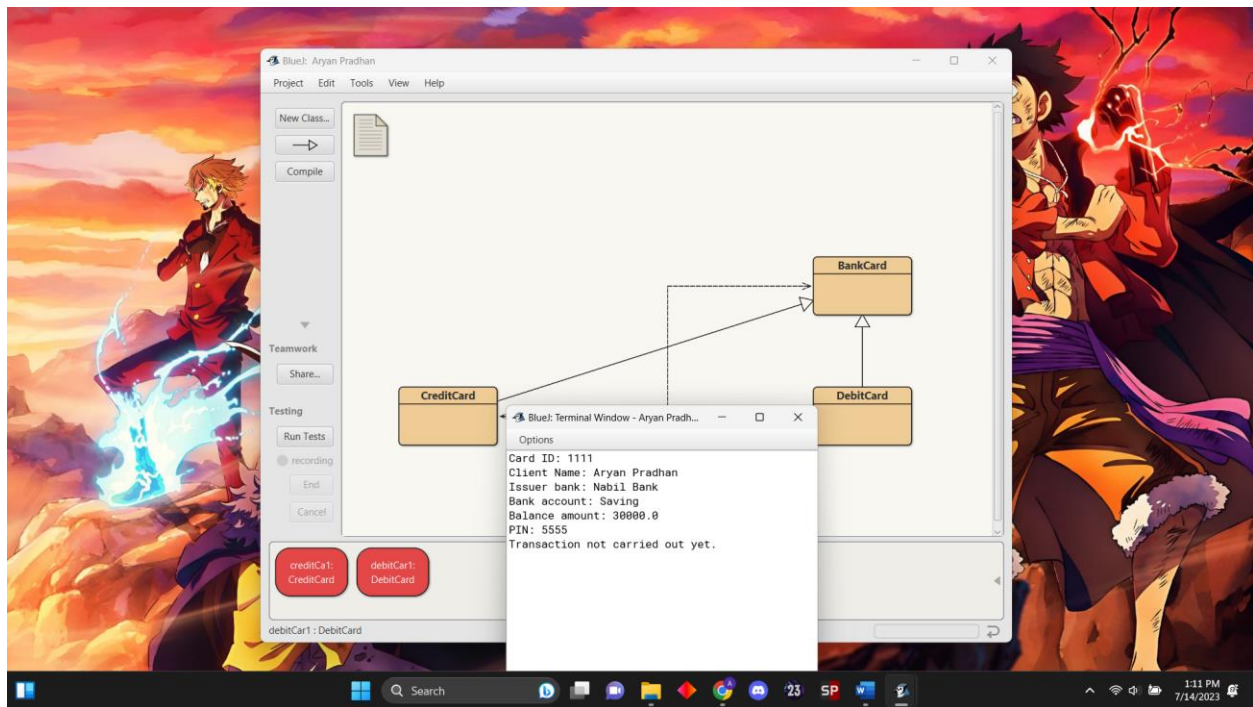 BlueJ: Aryan Pradhan
Project Edit Tools View Help
New Class...
Compile
BankCard
Teamwork
Share...
CreditCard
DebitCard
Testing
Run Tests
recording
End
Cancel
BlueJ: Terminal Window - Aryan Pradh...
Options
Card ID: 1111
Client Name: Aryan Pradhan
Issuer bank: Nabil Bank
Bank account: Saving
Balance amount: 30000.0
PIN: 5555
Transaction not carried out yet.
creditCa1:
CreditCard
debitCar1:
DebitCard
debitCar1 : DebitCard
Search
23
SP
W
1:11 PM
7/14/2023